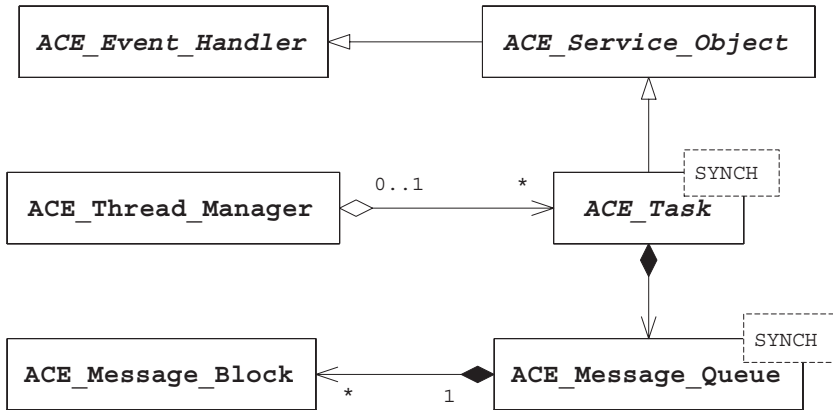 ACE_Event_Handler
ACE_Service_Object
SYNCH
0..1
*
ACE_Thread_Manager
ACE_Task
SYNCH
ACE_Message_Block
ACE_Message_Queue
*
1